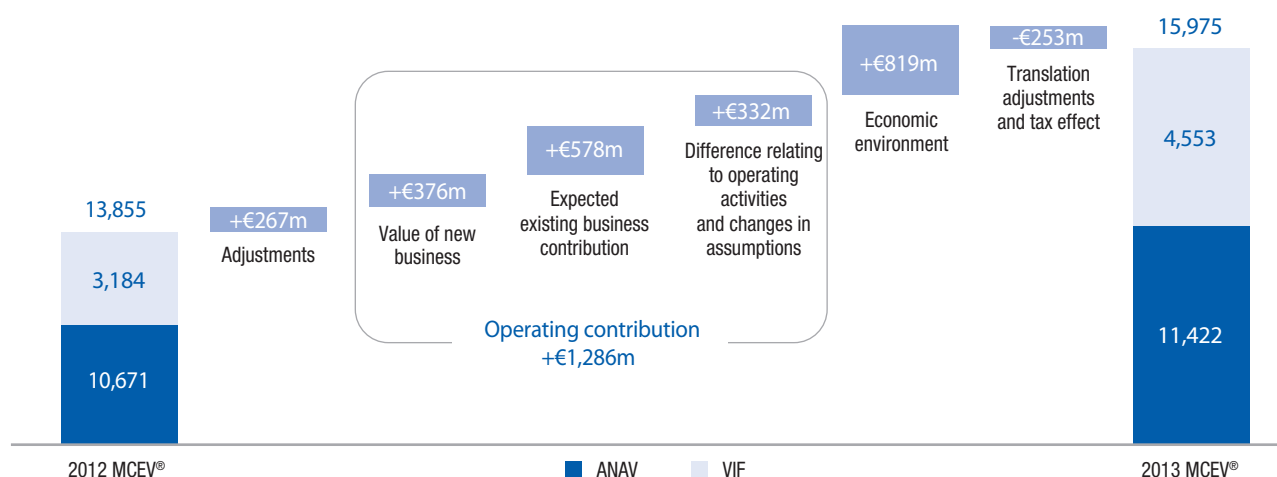 13,855
3,184
10,671
2012 MCEV®
+€267m
Adjustments
+€376m
Value of new
business
+€578m
Expected
existing business
contribution
+€332m
Difference relating
to operating
activities
and changes in
assumptions
Operating contribution
+€1,286m
+€819m
Economic
environment
-€253m
Translation
adjustments
and tax effect
15,975
4,553
11,422
2013 MCEV®
ANAV
VIF